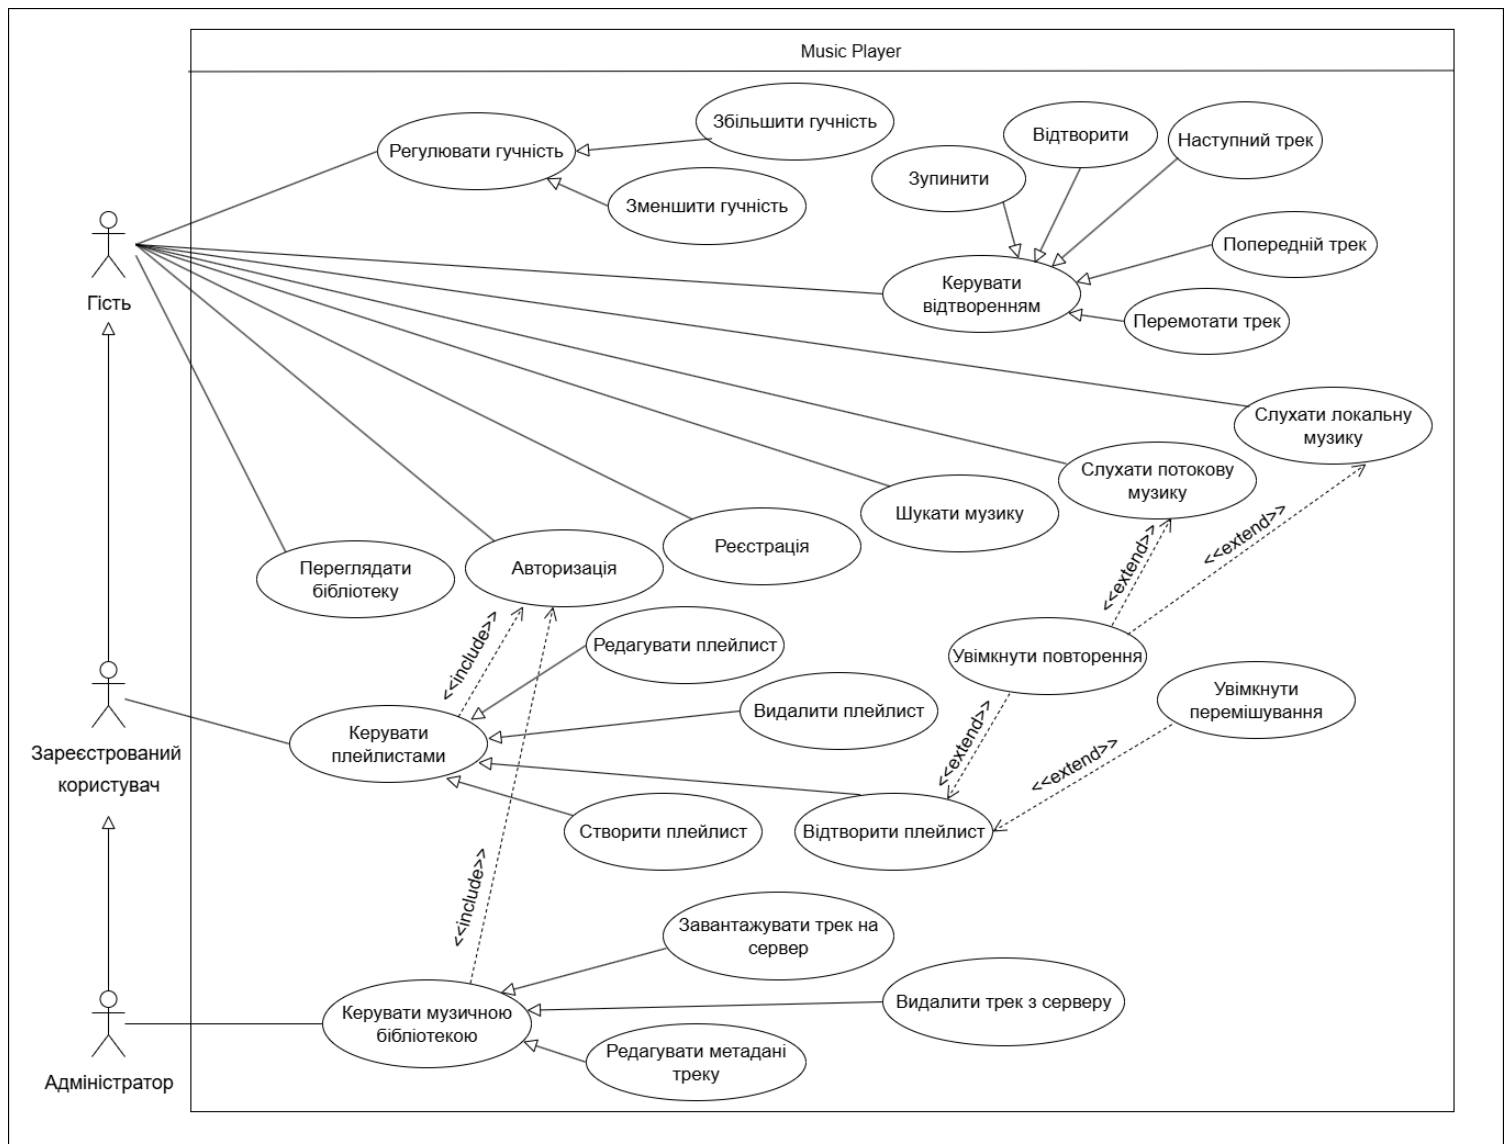 Music Player
Збільшити гучність
Регулювати гучність
Зменшити гучність
Відтворити
Наступний трек
Зупинити
Попередній трек
Керувати
відтворенням
Перемотати трек
Гість
Слухати локальну
музику
Слухати потокову
музику
Шукати музику
Реєстрація
Авторизація
Переглядати
бібліотеку
<<extend>>
<<extend>>
<<include>>
Редагувати плейлист
Увімкнути повторення
Увімкнути
перемішування
Видалити плейлист
Керувати
плейлистами
Зареєстрований
користувач
<<extend>>
<<extend>>
Створити плейлист
Відтворити плейлист
<<include>>
Завантажувати трек на
сервер
Видалити трек з серверу
Керувати музичною
бібліотекою
Редагувати метадані
треку
Адміністратор